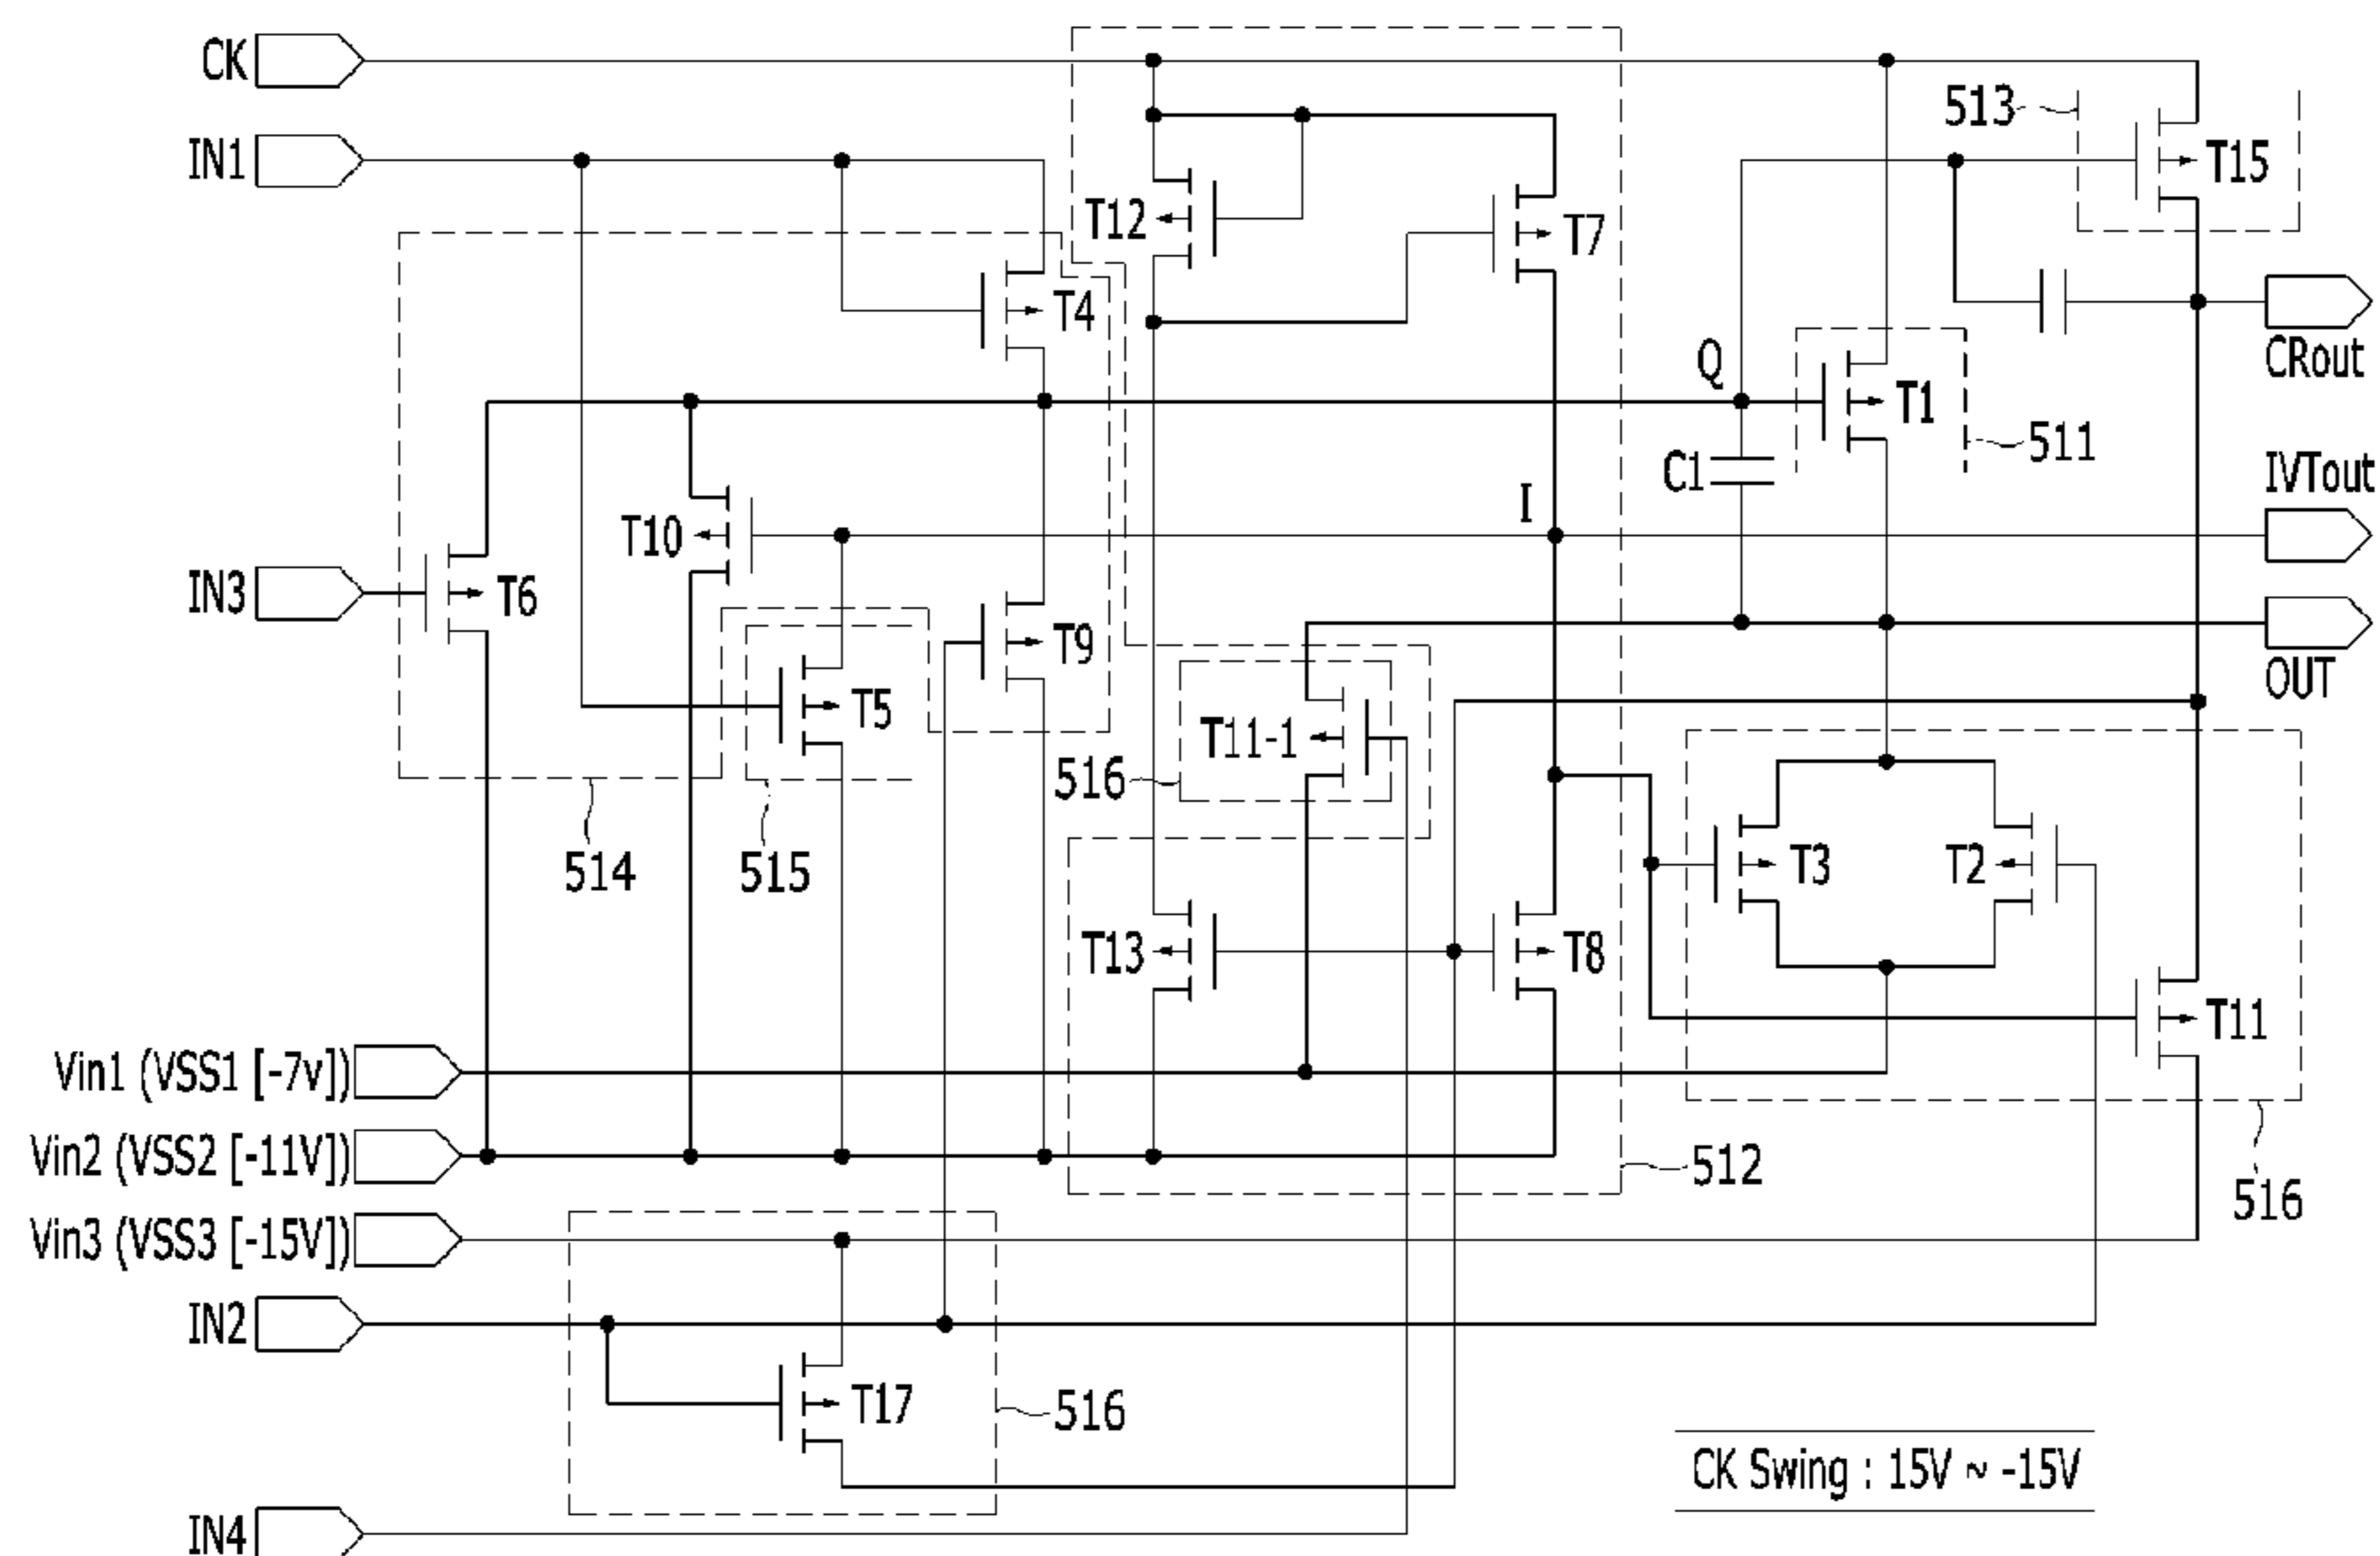 CK
513
IN1
T15
T12
T7
T4
Q
CRout
T1
511
C1
IVTout
I
T10
IN3
T6
T9
OUT
T5
T11-1
516
514
515
T3
T2
T13
T8
T11
Vin1 (VSS1 [-7v])
Vin2 (VSS2 [-11V])
512
516
Vin3 (VSS3 [-15V])
IN2
T17
516
CK Swing : 15V ~ -15V
IN4